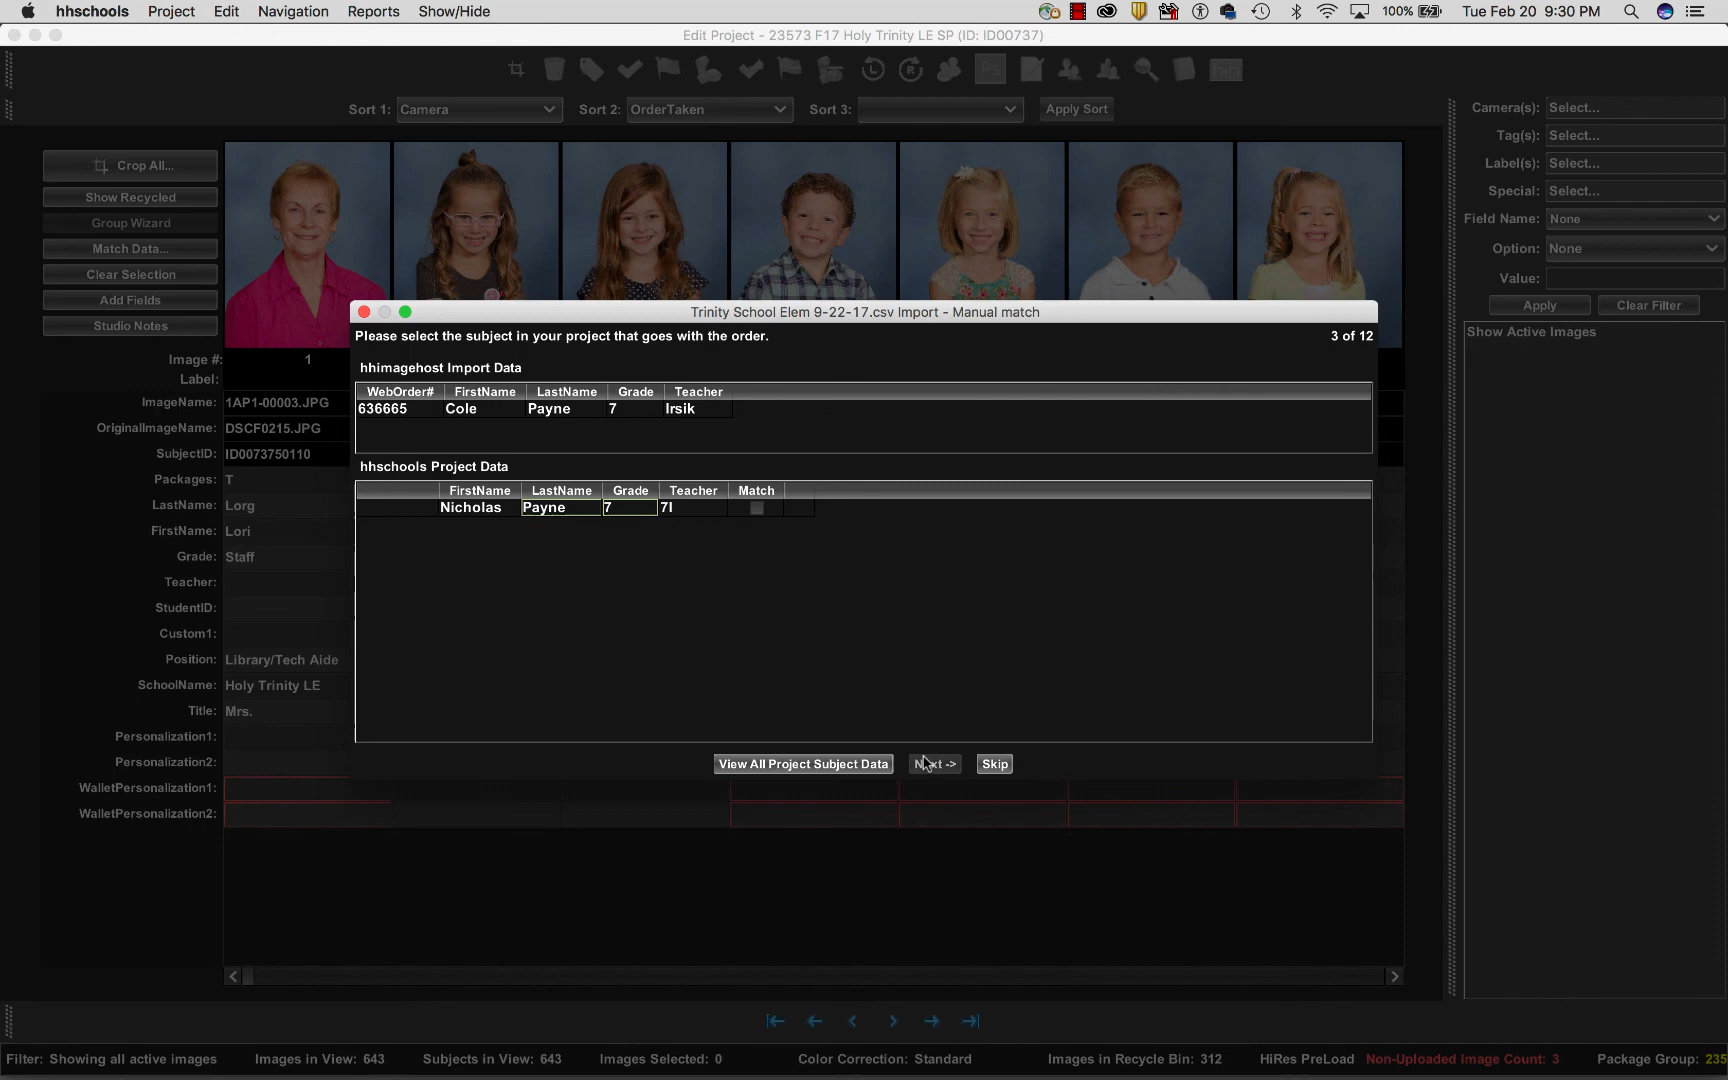 hhschools Project Edit Navigation Reports Show/Hide 100% Tue Feb 20 9:30 PM
Edit Project - 23573 F17 Holy Trinity LE SP (ID: ID00737)
Ps
Sort 1: Camera Sort 2: OrderTaken Sort 3: Apply Sort
Camera(s): Select...
Tag(s): Select...
Label(s): Select...
Special: Select...
Field Name: None
Option: None
Value:
Apply Clear Filter
Show Active Images
Crop All...
Show Recycled
Group Wizard
Match Data...
Clear Selection
Add Fields
Studio Notes
Image #: 1
Label:
ImageName: 1AP1-00003.JPG
OriginalImageName: DSCF0215.JPG
SubjectID: ID0073750110
Packages: T
LastName: Lorg
FirstName: Lori
Grade: Staff
Teacher:
StudentID:
Custom1:
Position: Library/Tech Aide
SchoolName: Holy Trinity LE
Title: Mrs.
Personalization1:
Personalization2:
WalletPersonalization1:
WalletPersonalization2:
Trinity School Elem 9-22-17.csv Import - Manual match
Please select the subject in your project that goes with the order. 3 of 12
hhimagehost Import Data
WebOrder# FirstName LastName Grade Teacher
636665 Cole Payne 7 Irsik
hhschools Project Data
FirstName LastName Grade Teacher Match
Nicholas Payne 7 7I
View All Project Subject Data Next -> Skip
Filter: Showing all active images Images in View: 643 Subjects in View: 643 Images Selected: 0 Color Correction: Standard Images in Recycle Bin: 312 HiRes PreLoad Non-Uploaded Image Count: 3 Package Group: 235